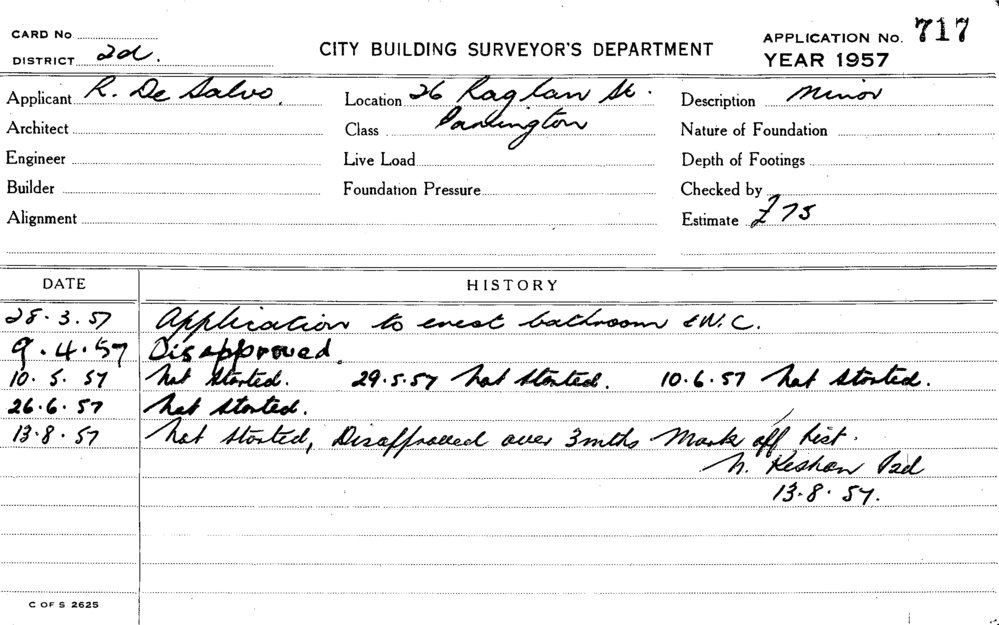 CARD No
DISTRICT 2d.
CITY BUILDING SURVEYOR'S DEPARTMENT
APPLICATION No. 717
YEAR 1957
Applicant R. De Salvo. Location 26 Raglan St. Description Minor
Architect Class Paddington Nature of Foundation
Engineer Live Load Depth of Footings
Builder Foundation Pressure Checked by
Alignment Estimate £75
DATE HISTORY
28.3.57 Application to erect bathroom & W.C.
9.4.57 Disapproved.
10.5.57 Not Started. 29.5.57 Not Started. 10.6.57 Not Started.
26.6.57 Not Started.
13.8.57 Not Started, Disapproved over 3mths Mark off List.
N.
13.8.57.
C OF S 2625